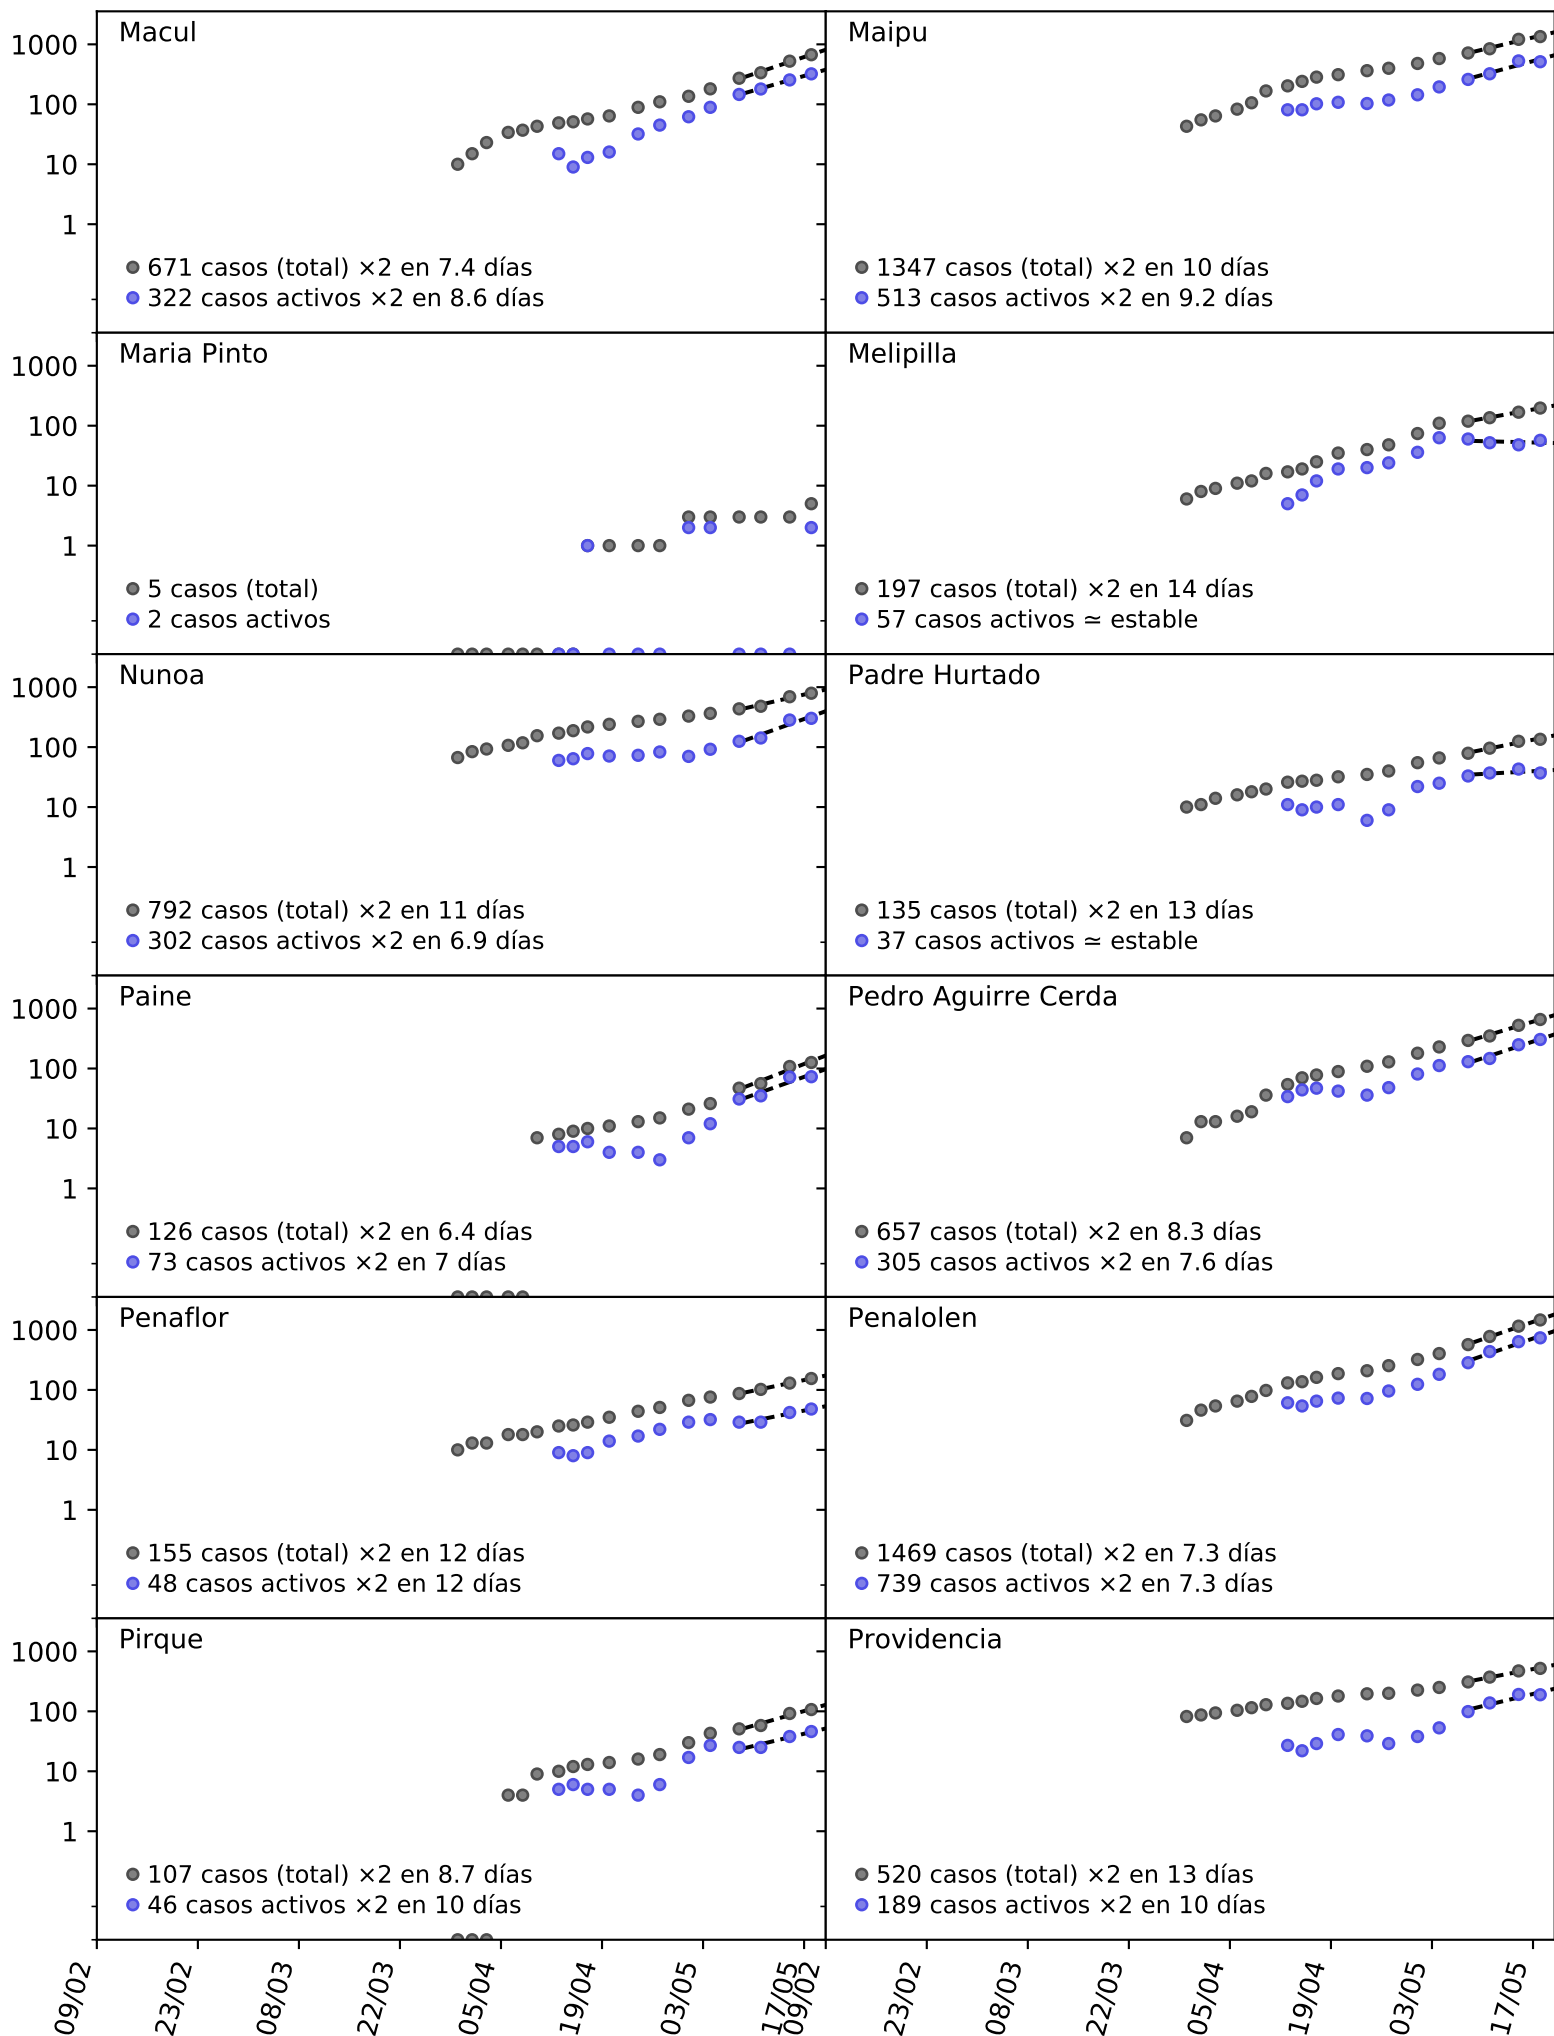 Macul
1000
100
10
1
671 casos (total) ×2 en 7.4 días
322 casos activos ×2 en 8.6 días
Maipu
1347 casos (total) ×2 en 10 días
513 casos activos ×2 en 9.2 días
Maria Pinto
1000
100
10
1
5 casos (total)
2 casos activos
Melipilla
197 casos (total) ×2 en 14 días
57 casos activos ≃ estable
Nunoa
1000
100
10
1
792 casos (total) ×2 en 11 días
302 casos activos ×2 en 6.9 días
Padre Hurtado
135 casos (total) ×2 en 13 días
37 casos activos ≃ estable
Paine
1000
100
10
1
126 casos (total) ×2 en 6.4 días
73 casos activos ×2 en 7 días
Pedro Aguirre Cerda
657 casos (total) ×2 en 8.3 días
305 casos activos ×2 en 7.6 días
Penaflor
1000
100
10
1
155 casos (total) ×2 en 12 días
48 casos activos ×2 en 12 días
Penalolen
1469 casos (total) ×2 en 7.3 días
739 casos activos ×2 en 7.3 días
Pirque
1000
100
10
1
107 casos (total) ×2 en 8.7 días
46 casos activos ×2 en 10 días
Providencia
520 casos (total) ×2 en 13 días
189 casos activos ×2 en 10 días
09/02
23/02
08/03
22/03
05/04
19/04
03/05
17/05
09/02
23/02
08/03
22/03
05/04
19/04
03/05
17/05